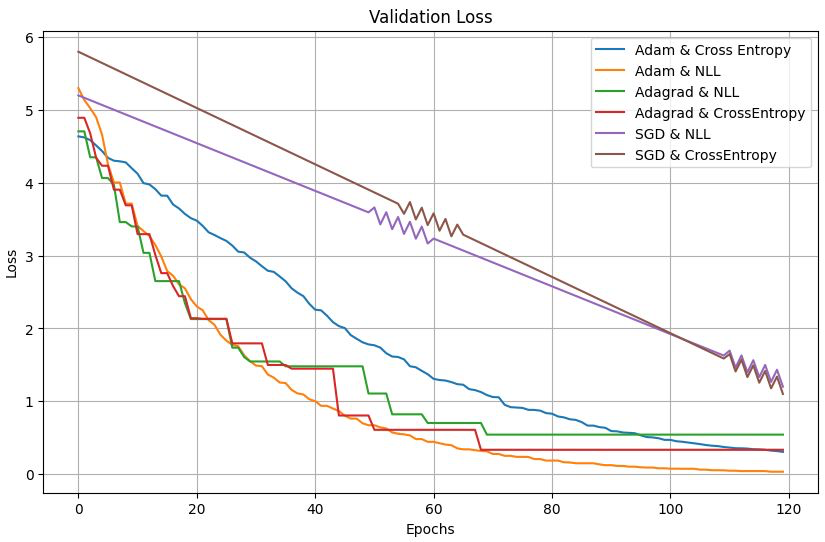 Validation Loss
6
5
4
3
2
1
0
Loss
Adam & Cross Entropy
Adam & NLL
Adagrad & NLL
Adagrad & CrossEntropy
SGD & NLL
SGD & CrossEntropy
0 20 40 60 80 100 120
Epochs